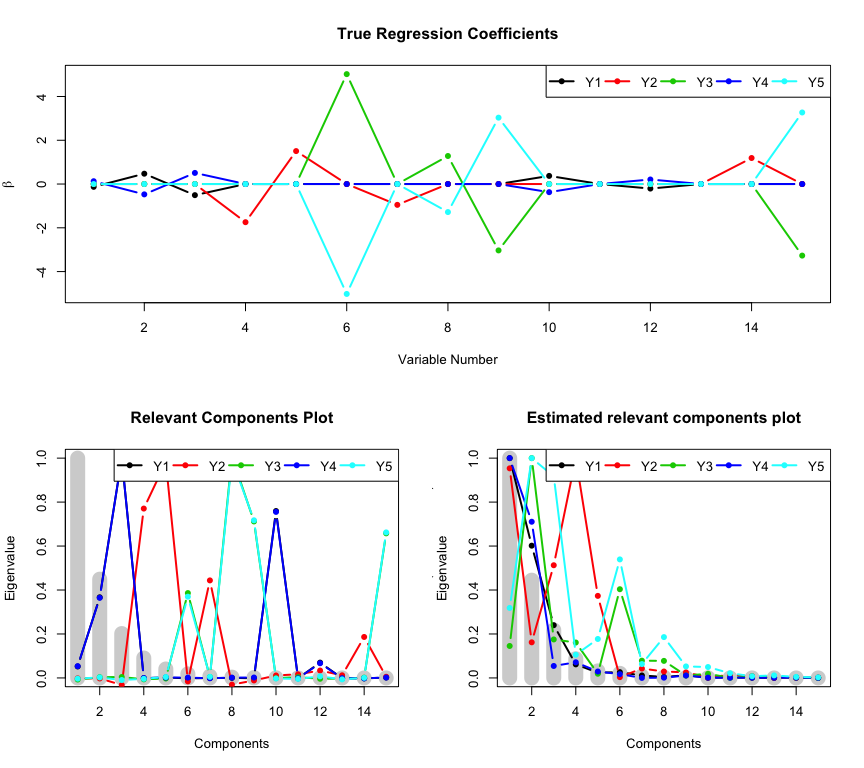 True Regression Coefficients
Y1 Y2 Y3 Y4 Y5
β
4
2
0
-2
-4
2 4 6 8 10 12 14
Variable Number
Relevant Components Plot
Y1 Y2 Y3 Y4 Y5
Eigenvalue
1.0
0.8
0.6
0.4
0.2
0.0
2 4 6 8 10 12 14
Components
Estimated relevant components plot
Y1 Y2 Y3 Y4 Y5
Eigenvalue
1.0
0.8
0.6
0.4
0.2
0.0
2 4 6 8 10 12 14
Components